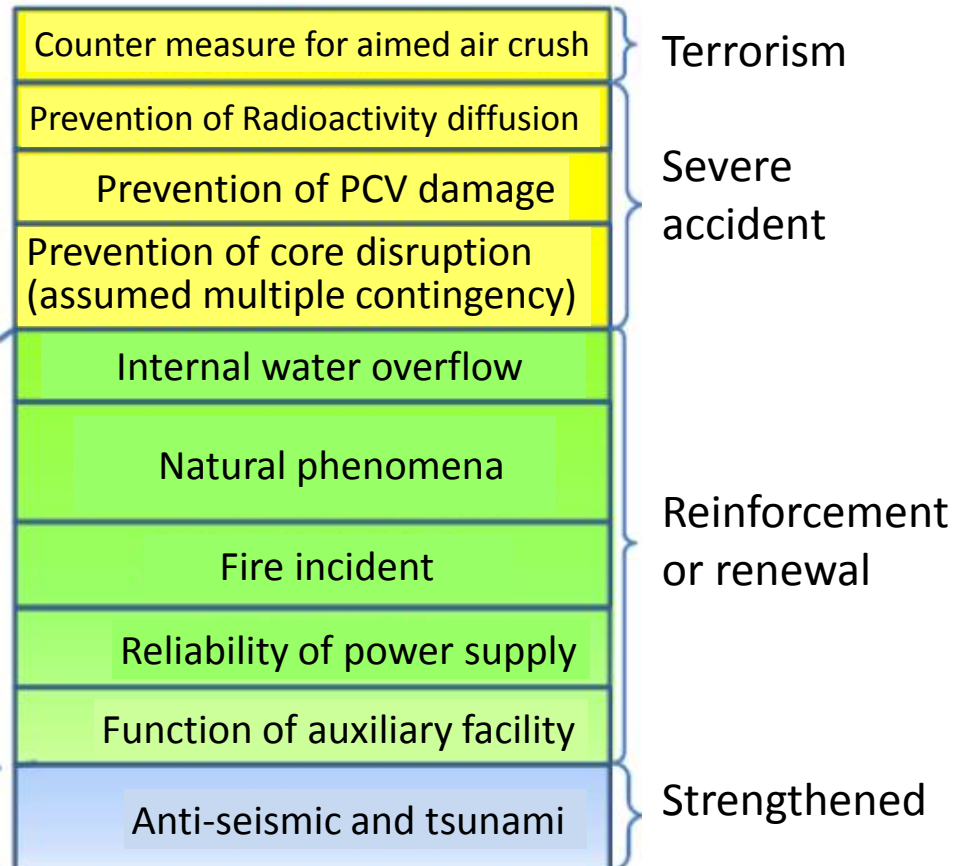 Counter measure for aimed air crush
Terrorism
Prevention of Radioactivity diffusion
Prevention of PCV damage
Prevention of core disruption
(assumed multiple contingency)
Severe
accident
Internal water overflow
Natural phenomena
Fire incident
Reliability of power supply
Function of auxiliary facility
Reinforcement
or renewal
Anti-seismic and tsunami
Strengthened